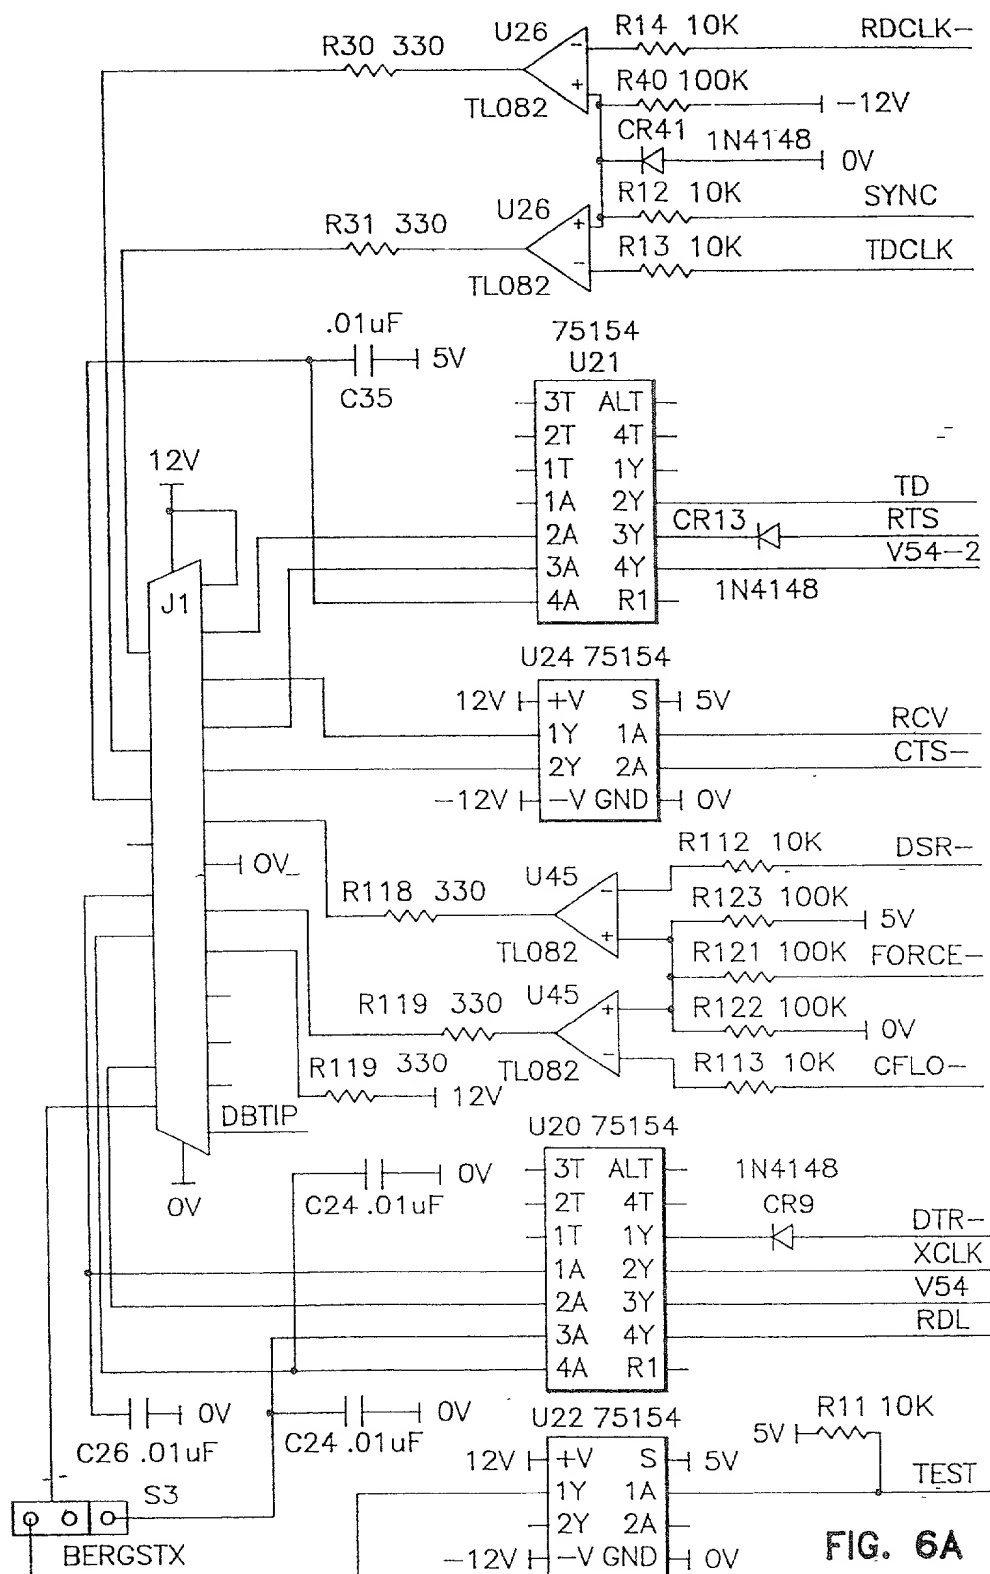 R30 330
U26
R14 10K
RDCLK-
-
+
TL082
R40 100K
-12V
CR41 1N4148
0V
R12 10K
SYNC
R31 330
U26
+
-
TL082
R13 10K
TDCLK
.01uF
5V
C35
75154
U21
3T ALT
2T 4T
1T 1Y
1A 2Y
2A 3Y
3A 4Y
4A R1
TD
CR13
RTS
V54-2
1N4148
12V
J1
U24 75154
12V
+V S
5V
1Y 1A
RCV
2Y 2A
CTS-
-12V
-V GND
0V
0V
R118 330
U45
-
+
TL082
R112 10K
DSR-
R123 100K
5V
R121 100K
FORCE-
R119 330
U45
+
-
TL082
R122 100K
0V
R113 10K
CFLO-
R119 330
12V
DBTIP
0V
U20 75154
3T ALT
2T 4T
1T 1Y
1A 2Y
2A 3Y
3A 4Y
4A R1
C24 .01uF
0V
1N4148
CR9
DTR-
XCLK
V54
RDL
C26 .01uF
0V
C24 .01uF
0V
U22 75154
12V
+V S
5V
1Y 1A
2Y 2A
-12V
-V GND
0V
R11 10K
5V
TEST
S3
BERGSTX
FIG. 6A